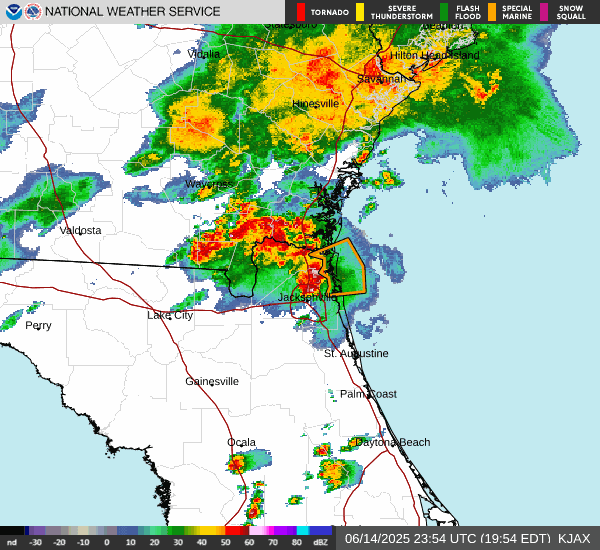 NATIONAL WEATHER SERVICE
TORNADO
SEVERE THUNDERSTORM
FLASH FLOOD
SPECIAL MARINE
SNOW SQUALL
Vidalia
Hilton Head Island
Savannah
Hinesville
Waycross
Valdosta
Jacksonville
Lake City
Perry
St. Augustine
Gainesville
Palm Coast
Ocala
Daytona Beach
nd -30 -20 -10 0 10 20 30 40 50 60 70 80 dBZ
06/14/2025 23:54 UTC (19:54 EDT) KJAX